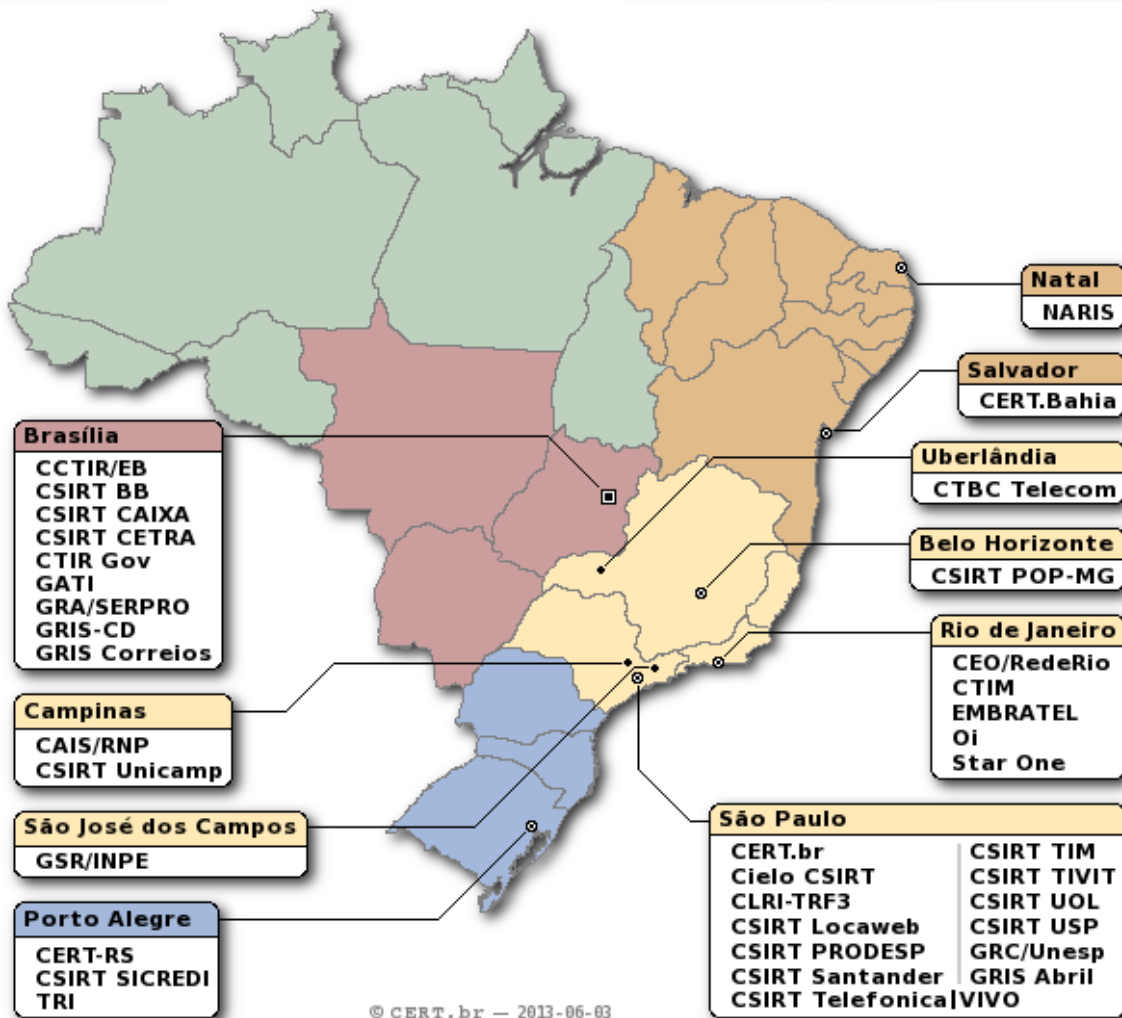 Natal
NARIS
Salvador
CERT.Bahia
Brasília
CCTIR/EB
CSIRT BB
CSIRT CAIXA
CSIRT CETRA
CTIR Gov
GATI
GRA/SERPRO
GRIS-CD
GRIS Correios
Uberlândia
CTBC Telecom
Belo Horizonte
CSIRT POP-MG
Rio de Janeiro
CEO/RedeRio
CTIM
EMBRATEL
Oi
Star One
Campinas
CAIS/RNP
CSIRT Unicamp
São José dos Campos
GSR/INPE
São Paulo
CERT.br
Cielo CSIRT
CLRI-TRF3
CSIRT Locaweb
CSIRT PRODESP
CSIRT Santander
CSIRT Telefonica|VIVO
CSIRT TIM
CSIRT TIVIT
CSIRT UOL
CSIRT USP
GRC/Unesp
GRIS Abril
Porto Alegre
CERT-RS
CSIRT SICREDI
TRI
© CERT.br — 2013-06-03